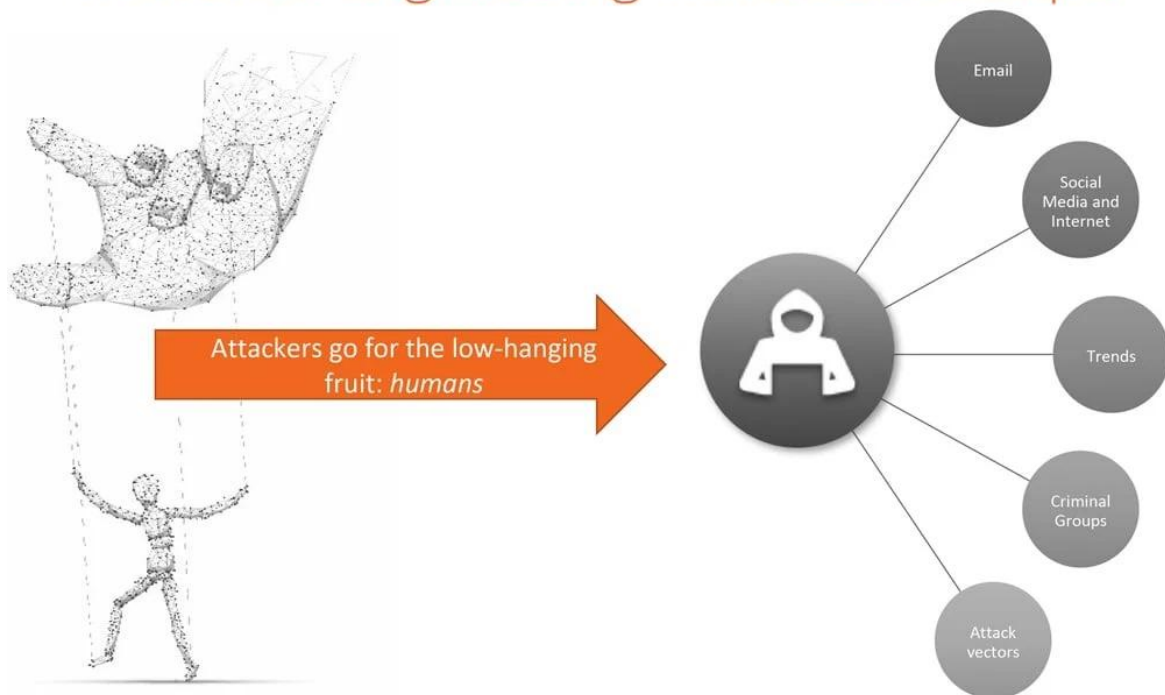 Email
Social
Media and
Internet
Attackers go for the low-hanging
fruit: humans
Trends
Criminal
Groups
Attack
vectors